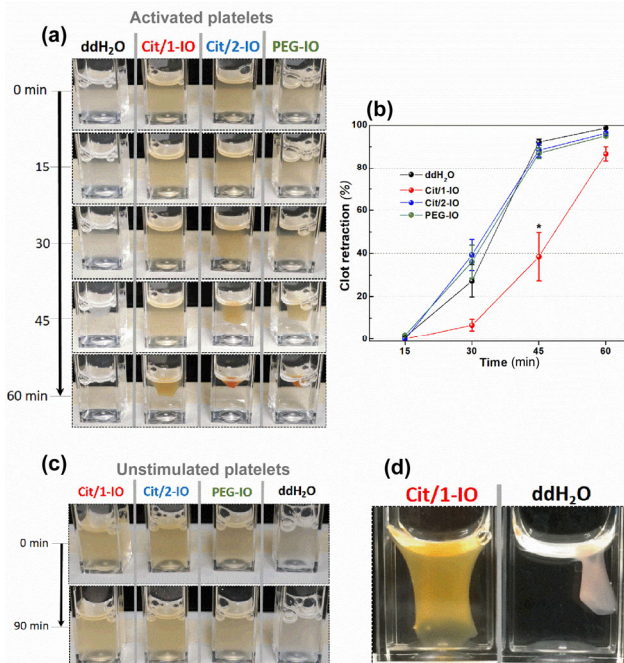 Activated platelets
(a)
ddH₂O Cit/1-IO Cit/2-IO PEG-IO
0 min
15
30
45
60 min
(b)
Clot retraction (%)
100
80
60
40
20
0
ddH₂O
Cit/1-IO
Cit/2-IO
PEG-IO
*
15 30 45 60
Time (min)
(c)
Unstimulated platelets
Cit/1-IO Cit/2-IO PEG-IO ddH₂O
0 min
90 min
(d)
Cit/1-IO ddH₂O